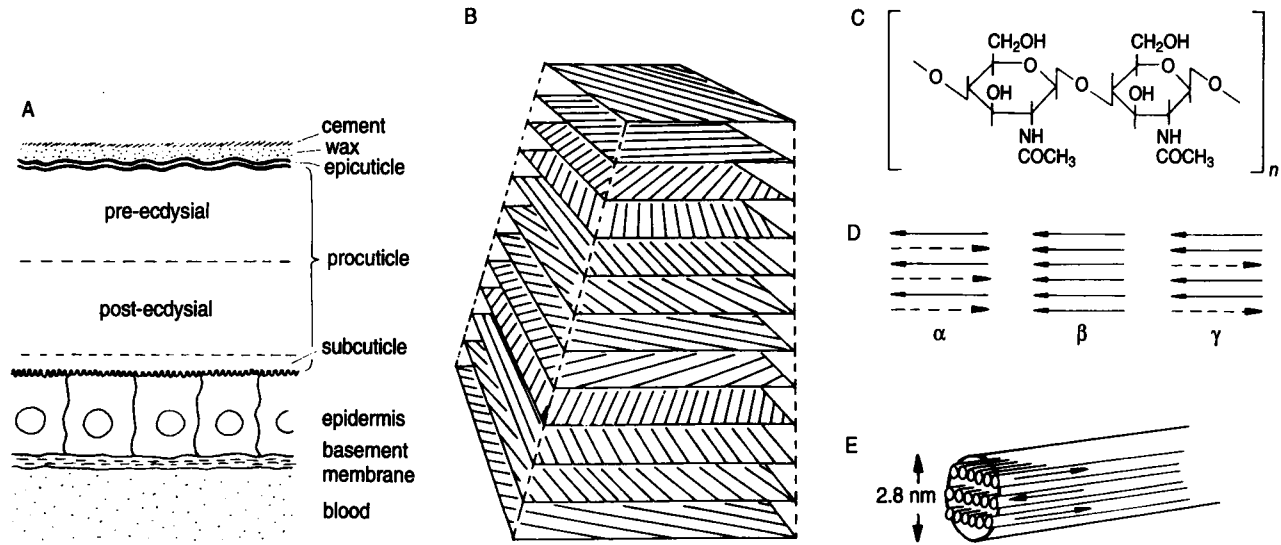 A
cement
wax
epicuticle
pre-ecdysial
procuticle
post-ecdysial
subcuticle
epidermis
basement
membrane
blood
B
C
CH₂OH
CH₂OH
O
O
O
O
O
OH
OH
NH
NH
COCH₃
COCH₃
n
D
α
β
γ
E
2.8 nm